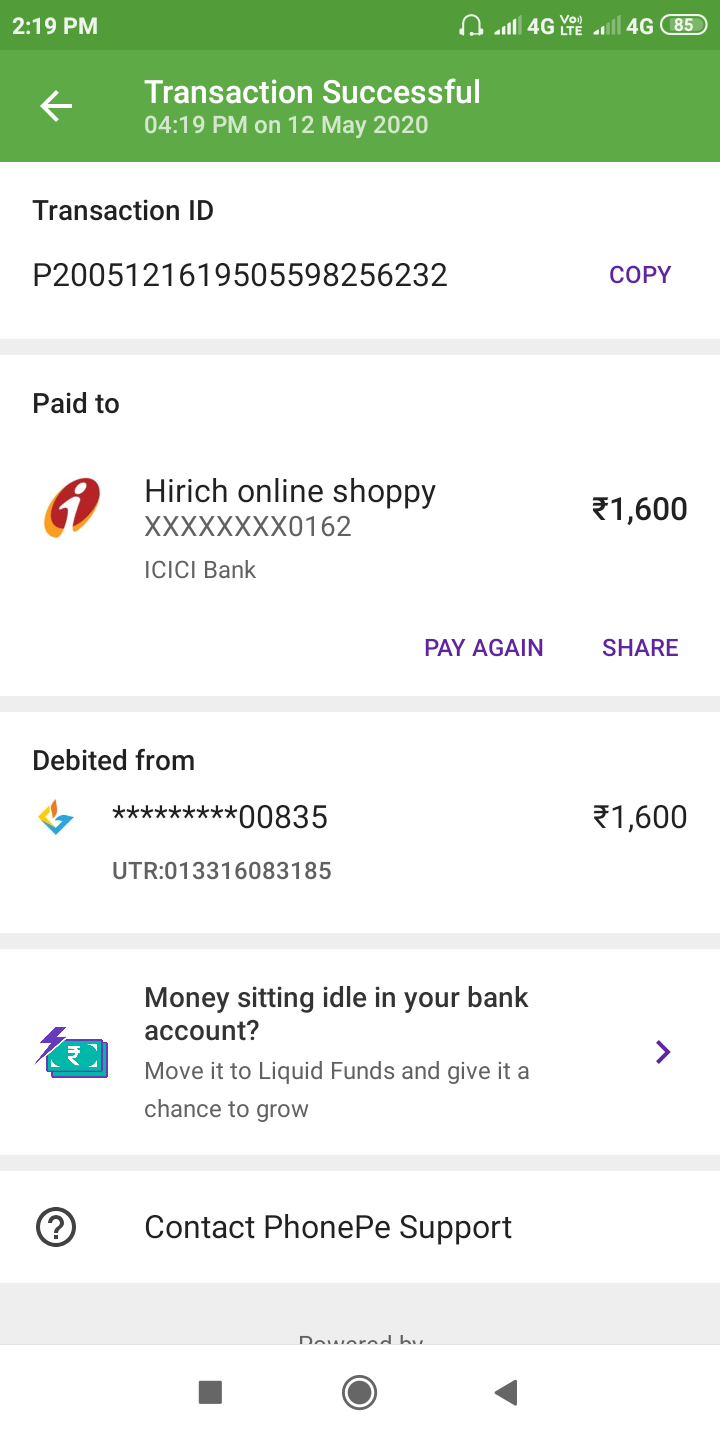 2:19 PM 4G Vo)) LTE 4G 85
Transaction Successful
04:19 PM on 12 May 2020
Transaction ID
P2005121619505598256232 COPY
Paid to
Hirich online shoppy ₹1,600
XXXXXXXX0162
ICICI Bank
PAY AGAIN SHARE
Debited from
*********00835 ₹1,600
UTR:013316083185
Money sitting idle in your bank
account?
Move it to Liquid Funds and give it a
chance to grow
Contact PhonePe Support
Powered by